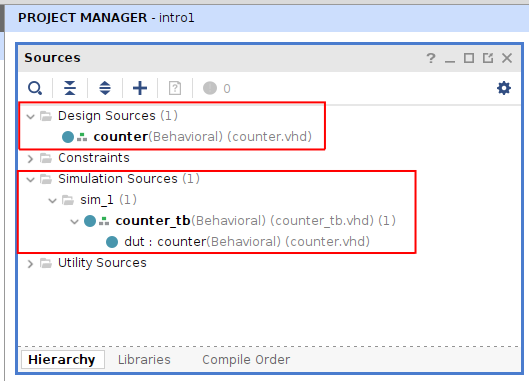 PROJECT MANAGER - intro1
Sources
? _ X
0
Design Sources (1)
counter(Behavioral) (counter.vhd)
Constraints
Simulation Sources (1)
sim_1 (1)
counter_tb(Behavioral) (counter_tb.vhd) (1)
dut : counter(Behavioral) (counter.vhd)
Utility Sources
Hierarchy Libraries Compile Order